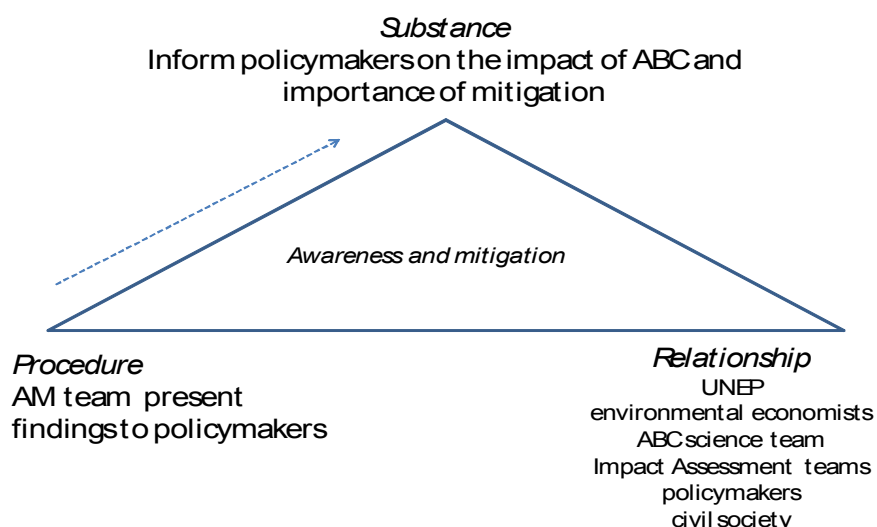 Substance
Inform policymakers on the impact of ABC and
importance of mitigation
Awareness and mitigation
Procedure
AM team present
findings to policymakers
Relationship
UNEP
environmental economists
ABC science team
Impact Assessment teams
policymakers
civil society